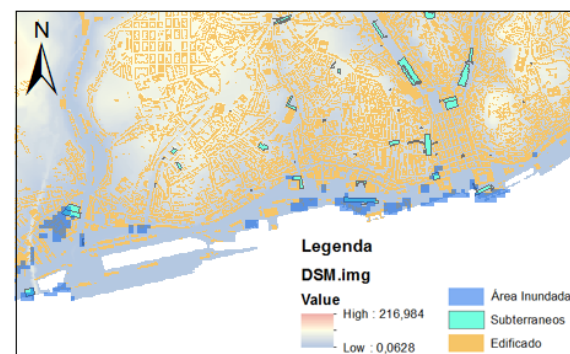 N
Legenda
DSM.img
Value
High : 216,984
Low : 0,0628
Área Inundada
Subterraneos
Edificado